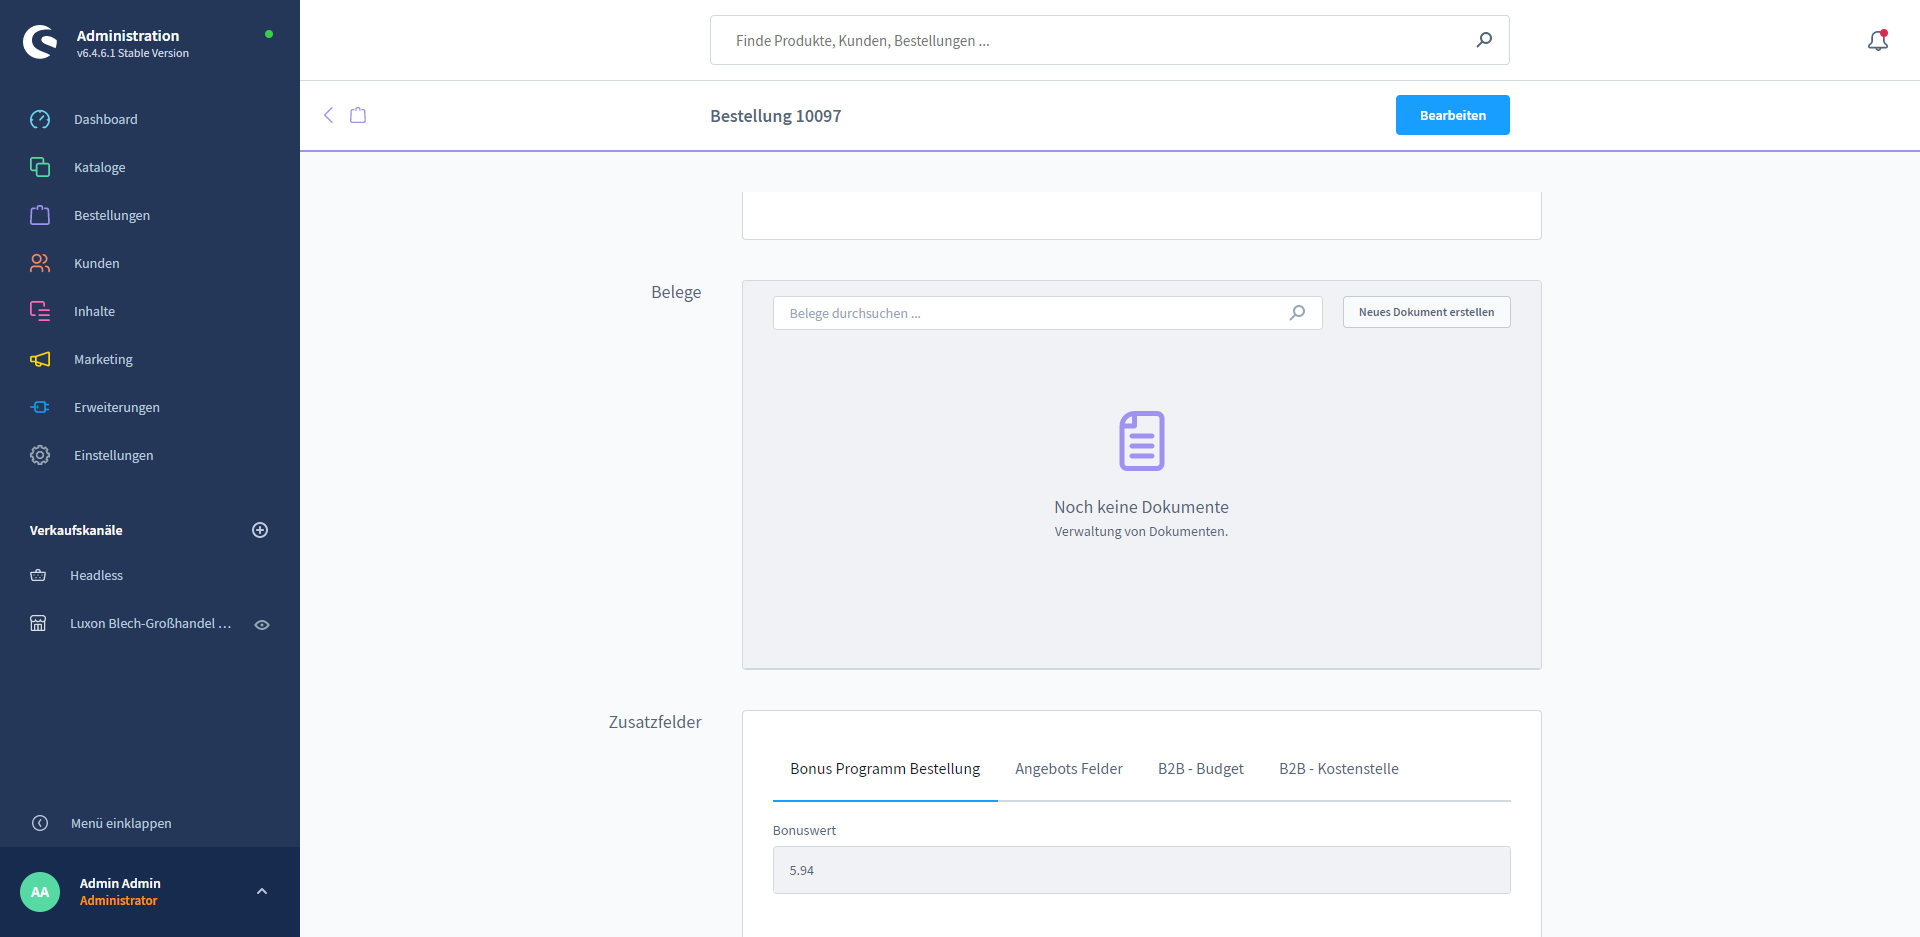 Administration
v6.4.6.1 Stable Version
Dashboard
Kataloge
Bestellungen
Kunden
Inhalte
Marketing
Erweiterungen
Einstellungen
Verkaufskanäle
Headless
Luxon Blech-Großhandel ...
Menü einklappen
AA
Admin Admin
Administrator
Finde Produkte, Kunden, Bestellungen ...
Bestellung 10097
Bearbeiten
Belege
Belege durchsuchen ...
Neues Dokument erstellen
Noch keine Dokumente
Verwaltung von Dokumenten.
Zusatzfelder
Bonus Programm Bestellung
Angebots Felder
B2B - Budget
B2B - Kostenstelle
Bonuswert
5.94